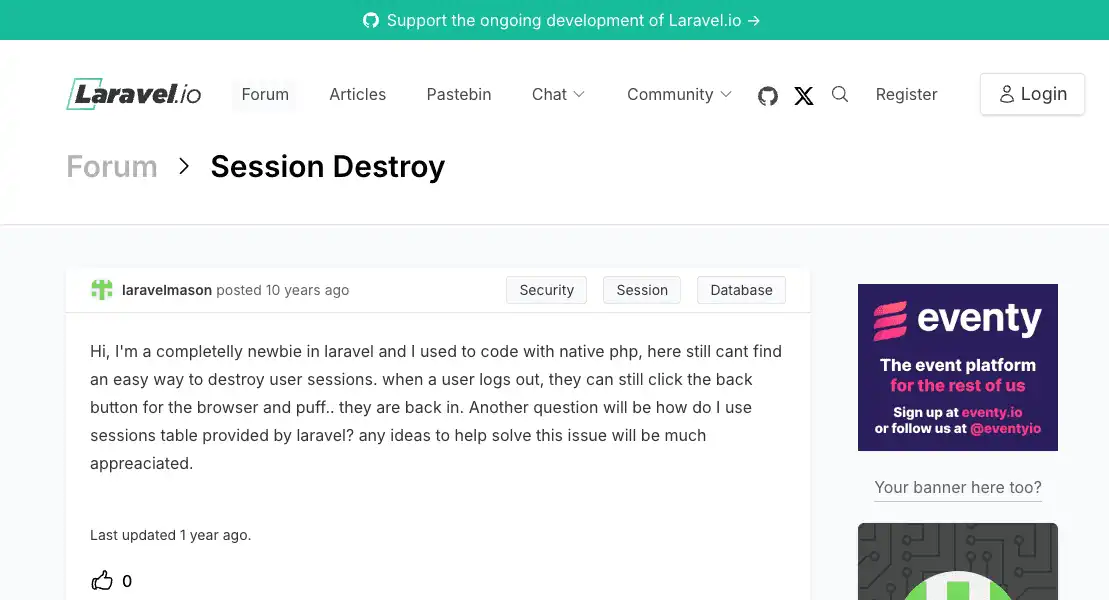 Support the ongoing development of Laravel.io →
Laravel.io Forum Articles Pastebin Chat Community Register Login
Forum > Session Destroy
laravelmason posted 10 years ago Security Session Database
Hi, I'm a completelly newbie in laravel and I used to code with native php, here still cant find
an easy way to destroy user sessions. when a user logs out, they can still click the back
button for the browser and puff.. they are back in. Another question will be how do I use
sessions table provided by laravel? any ideas to help solve this issue will be much
appreaciated.
Last updated 1 year ago.
0
eventy
The event platform
for the rest of us
Sign up at eventy.io
or follow us at @eventyio
Your banner here too?